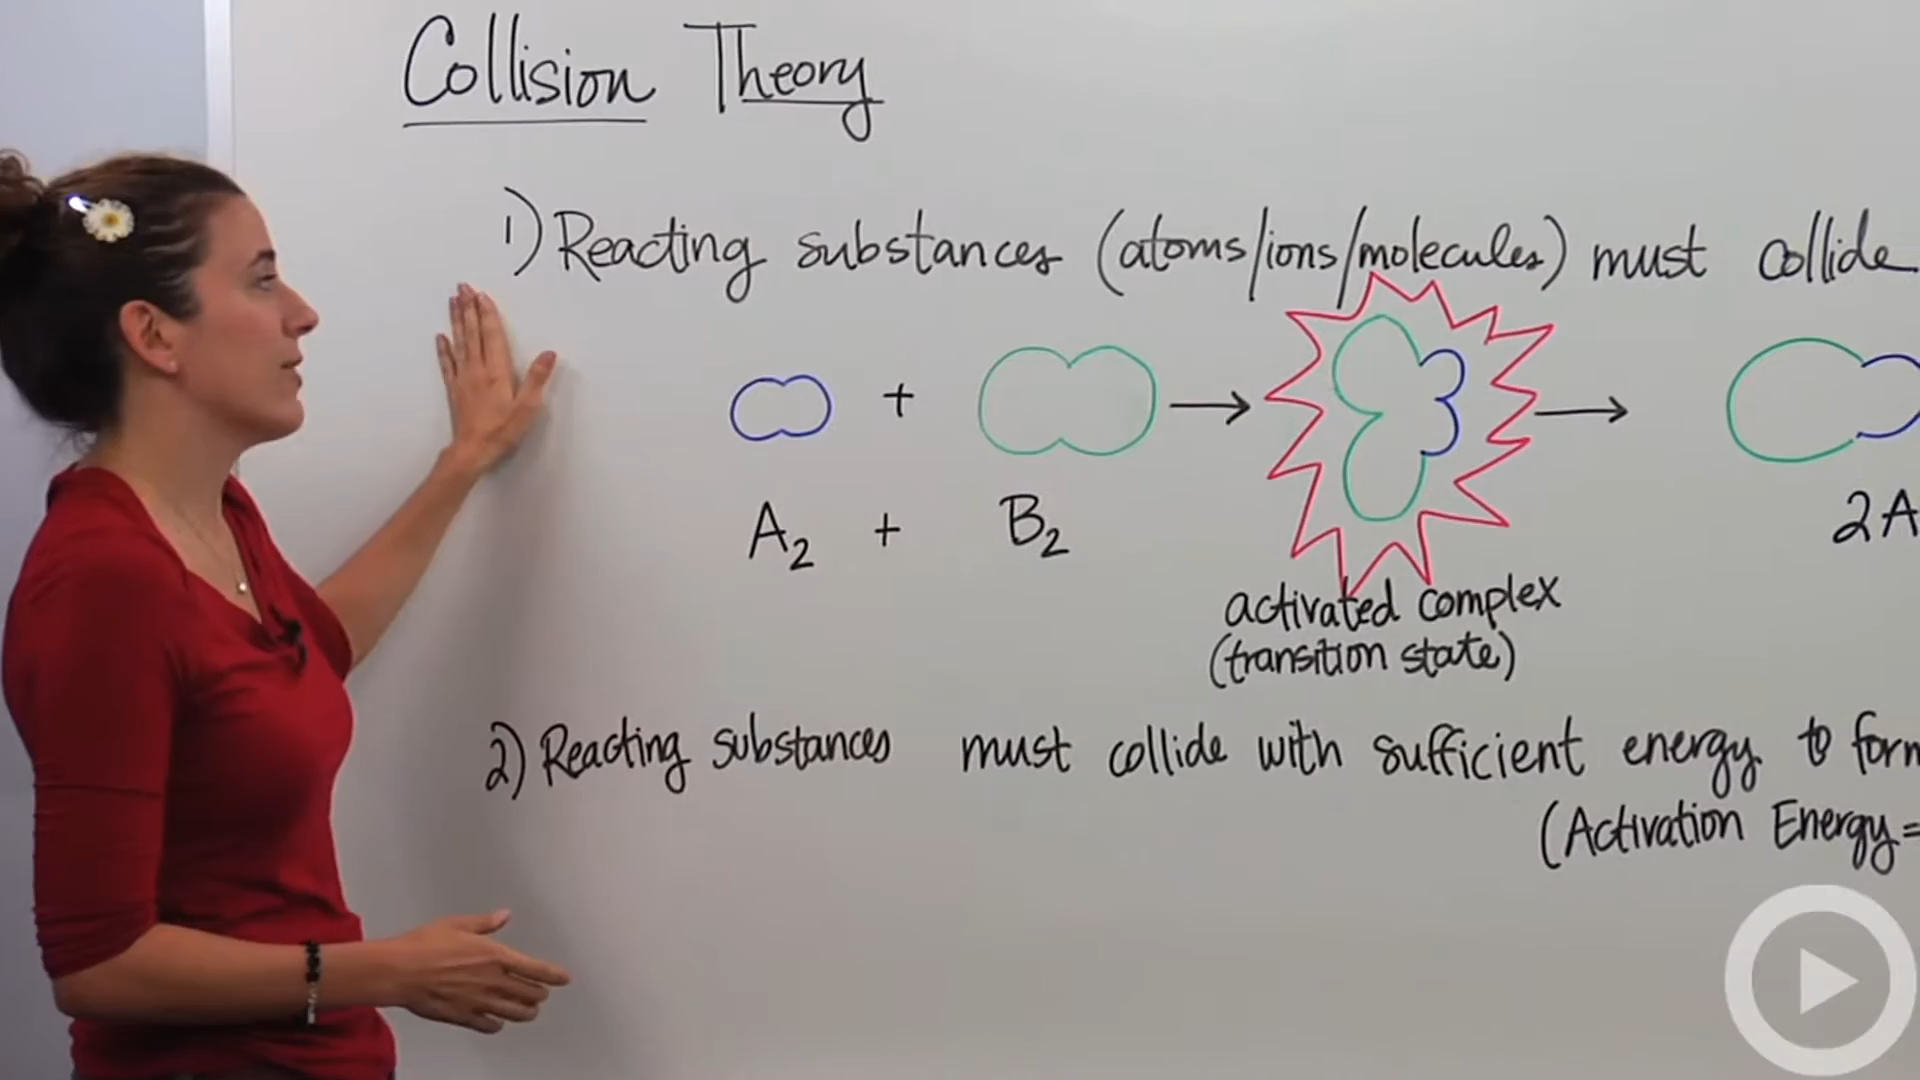 Collision Theory
1) Reacting substances (atoms/ions/molecules) must collide
+
A₂ + B₂ 2A
activated complex
(transition state)
2) Reacting substances must collide with sufficient energy to form
(Activation Energy =